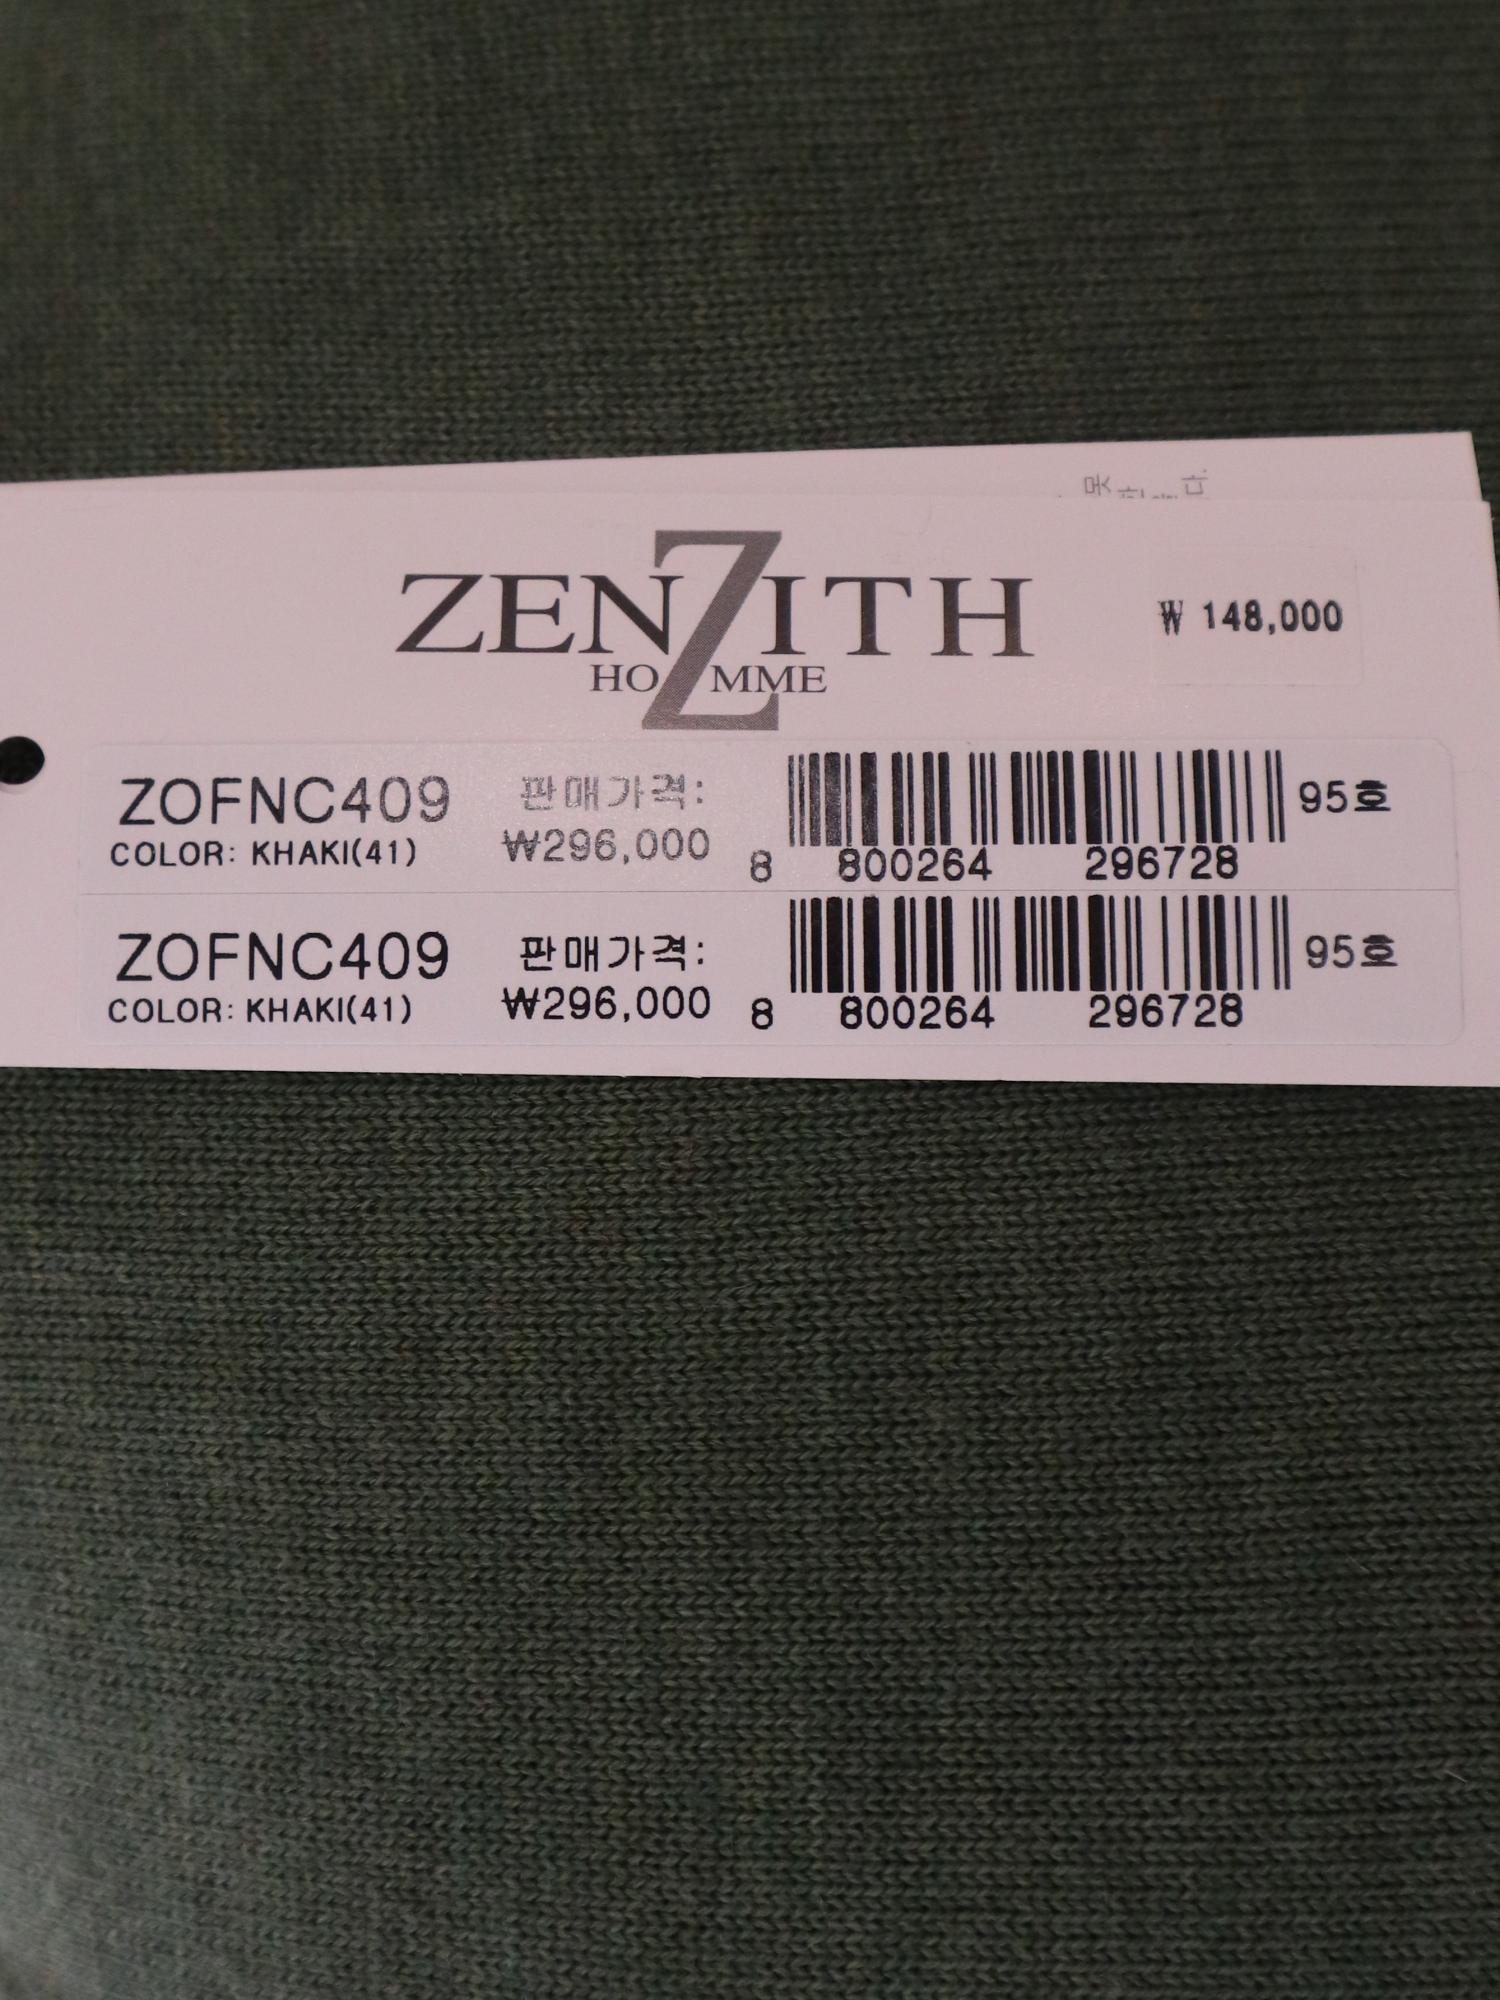 ZENZITH
HOMME
₩ 148,000
ZOFNC409
COLOR: KHAKI(41)
판매가격:
₩296,000
8 800264 296728
95호
ZOFNC409
COLOR: KHAKI(41)
판매가격:
₩296,000
8 800264 296728
95호